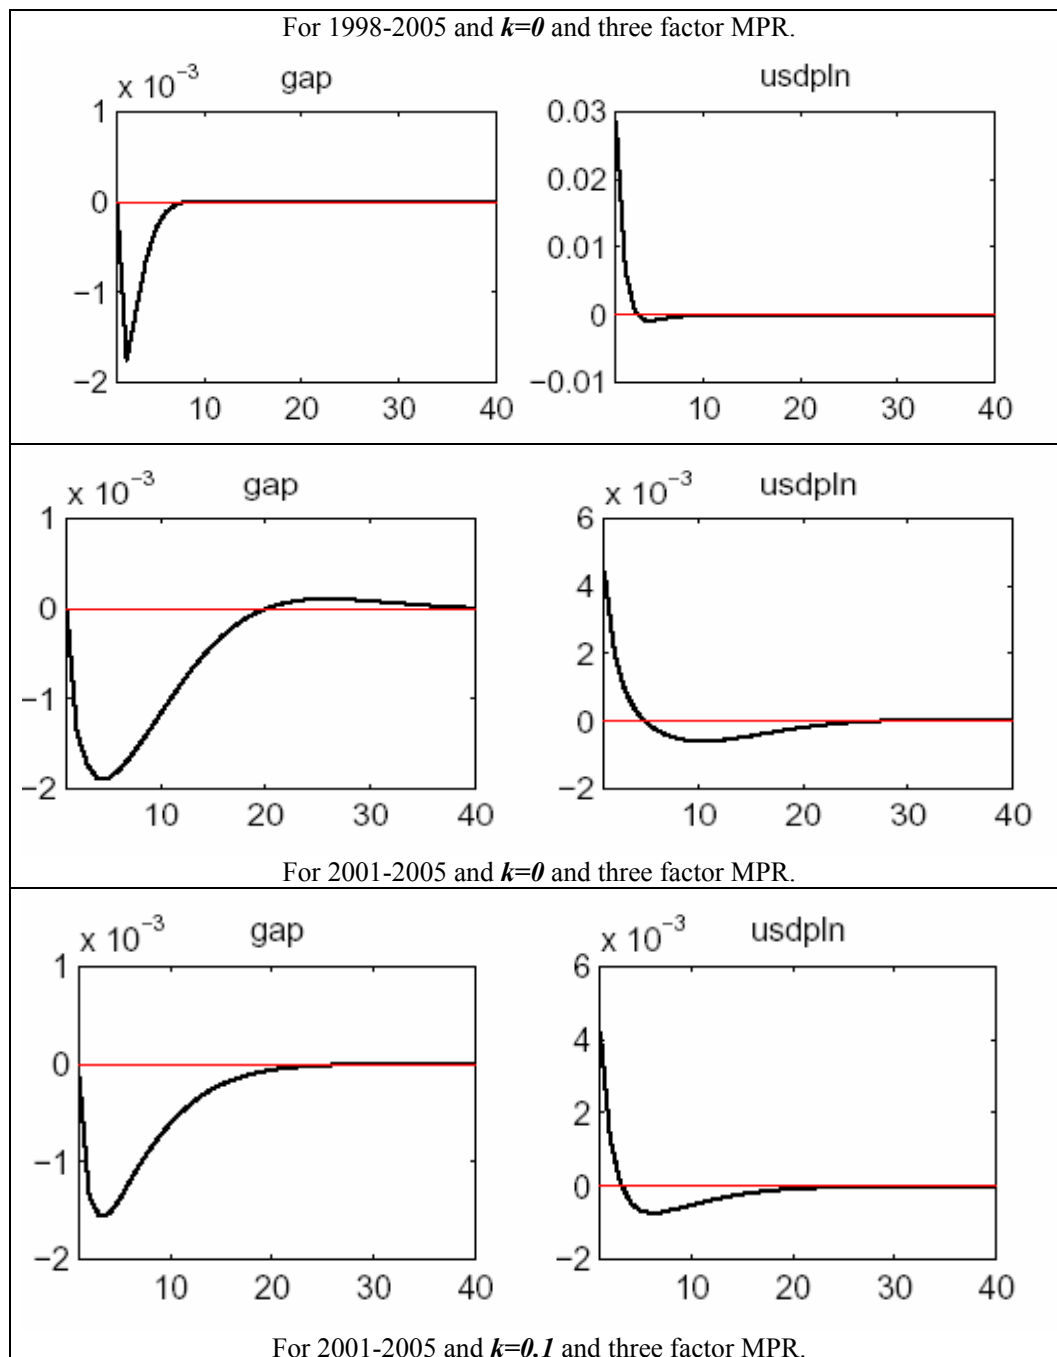 For 1998-2005 and k=0 and three factor MPR.
x 10⁻³ gap usdpln
1 0.03
0.02
0 0.01
−1 0
−2 −0.01
10 20 30 40 10 20 30 40
x 10⁻³ gap x 10⁻³ usdpln
1 6
4
0 2
−1 0
−2 −2
10 20 30 40 10 20 30 40
For 2001-2005 and k=0 and three factor MPR.
x 10⁻³ gap x 10⁻³ usdpln
1 6
4
0 2
−1 0
−2 −2
10 20 30 40 10 20 30 40
For 2001-2005 and k=0.1 and three factor MPR.